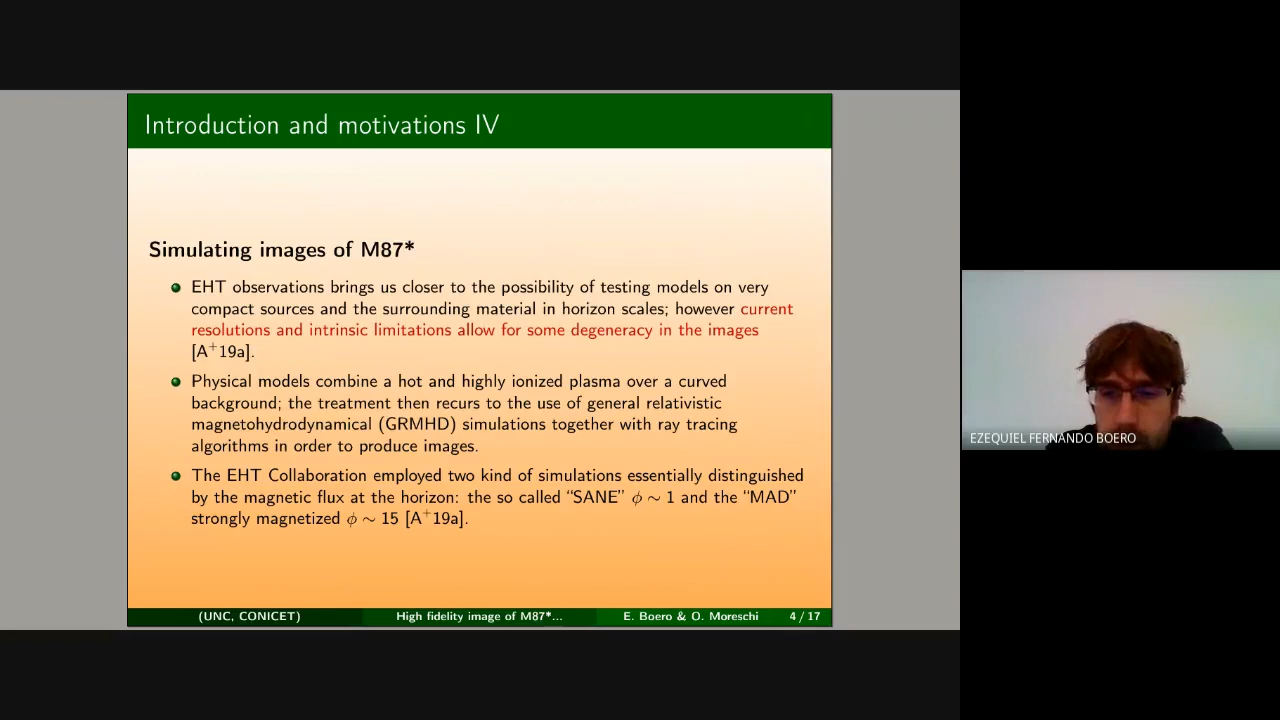 Introduction and motivations IV
Simulating images of M87*
EHT observations brings us closer to the possibility of testing models on very
compact sources and the surrounding material in horizon scales; however current
resolutions and intrinsic limitations allow for some degeneracy in the images
[A⁺19a].
Physical models combine a hot and highly ionized plasma over a curved
background; the treatment then recurs to the use of general relativistic
magnetohydrodynamical (GRMHD) simulations together with ray tracing
algorithms in order to produce images.
The EHT Collaboration employed two kind of simulations essentially distinguished
by the magnetic flux at the horizon: the so called “SANE” ϕ ∼ 1 and the “MAD”
strongly magnetized ϕ ∼ 15 [A⁺19a].
(UNC, CONICET) High fidelity image of M87*... E. Boero & O. Moreschi 4 / 17
EZEQUIEL FERNANDO BOERO